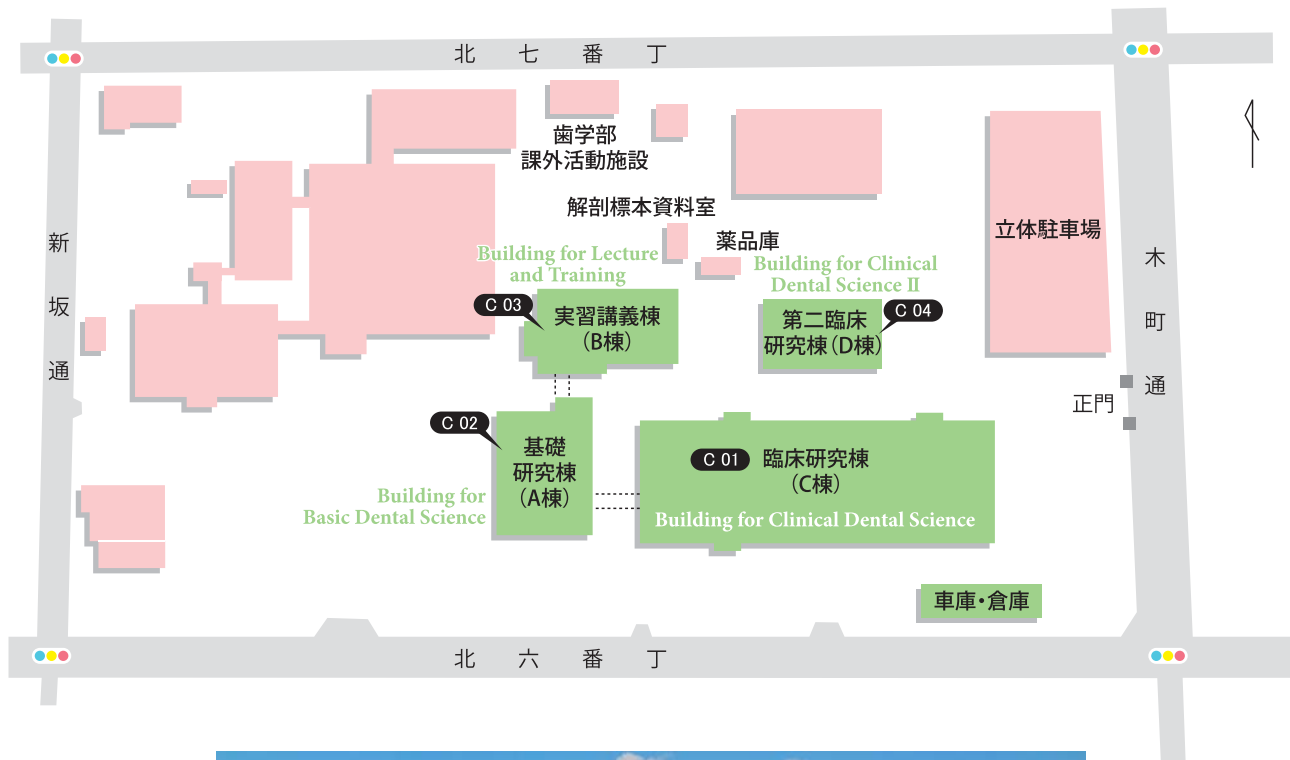 北七番丁
歯学部
課外活動施設
解剖標本資料室
薬品庫
立体駐車場
新坂通
木町通
Building for Lecture
and Training
C 03
実習講義棟
(B棟)
Building for Clinical
Dental Science II
C 04
第二臨床
研究棟(D棟)
正門
C 02
基礎
研究棟
(A棟)
Building for
Basic Dental Science
C 01
臨床研究棟
(C棟)
Building for Clinical Dental Science
車庫・倉庫
北六番丁